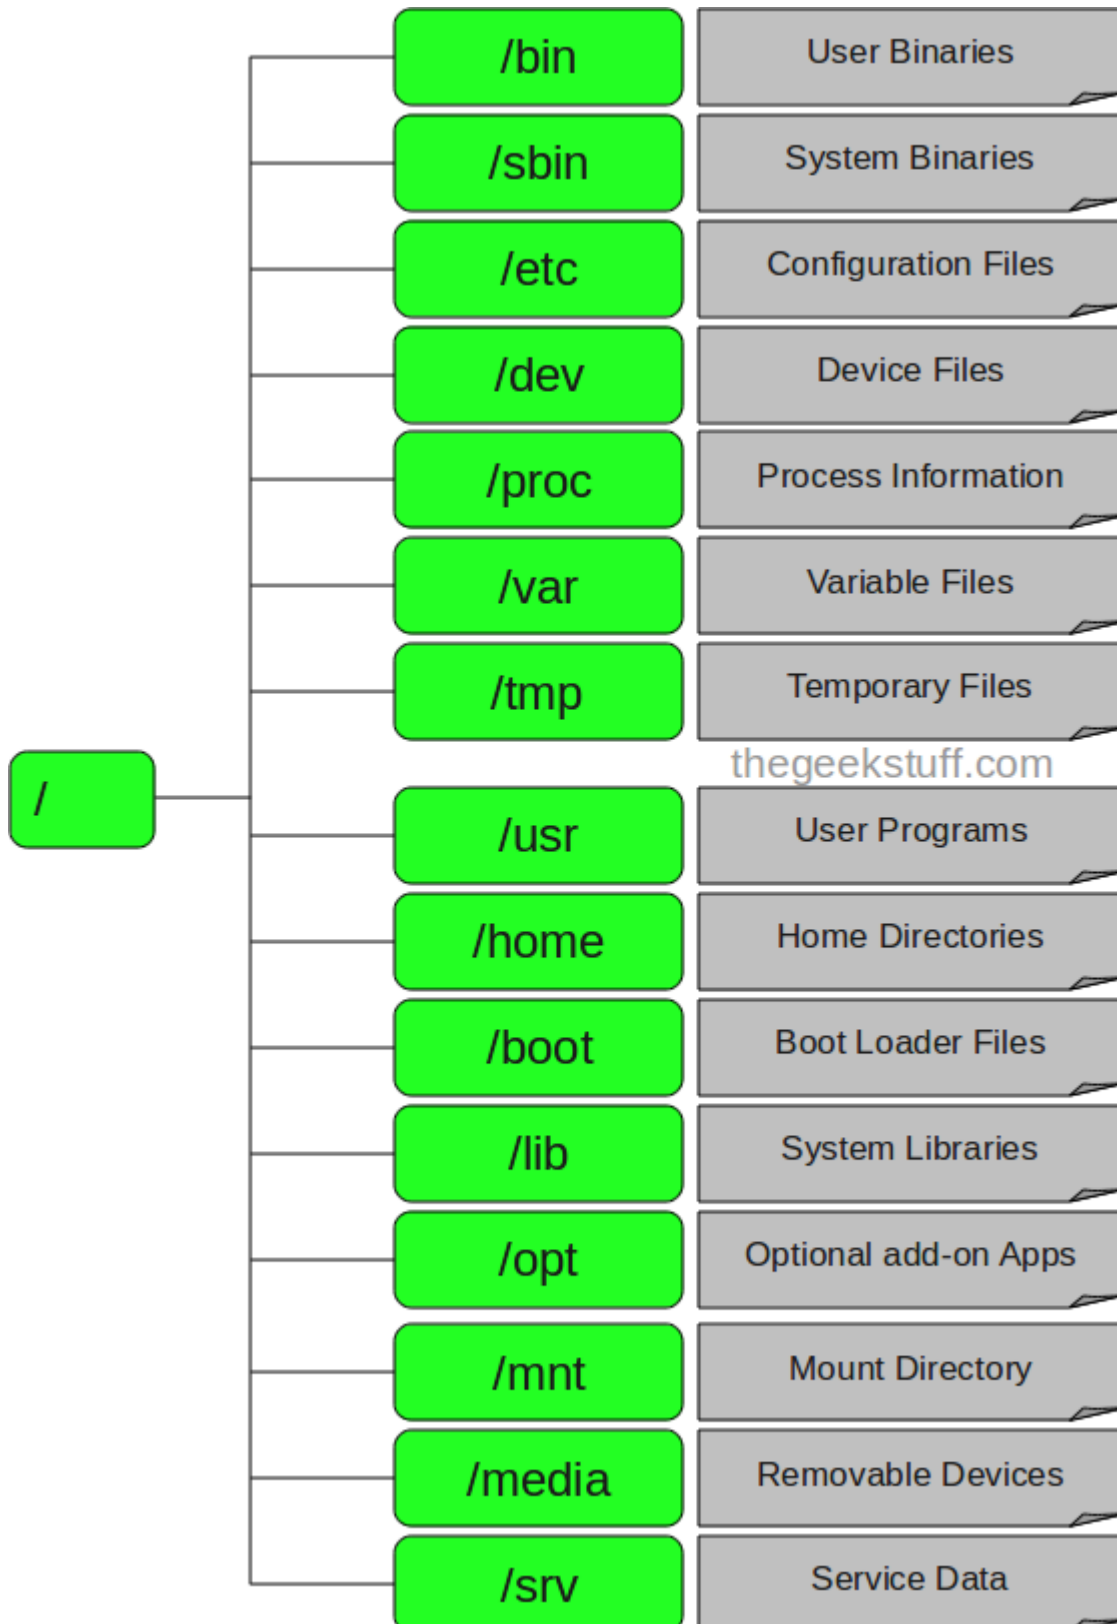 /bin User Binaries
/sbin System Binaries
/etc Configuration Files
/dev Device Files
/proc Process Information
/var Variable Files
/tmp Temporary Files
thegeekstuff.com
/
/usr User Programs
/home Home Directories
/boot Boot Loader Files
/lib System Libraries
/opt Optional add-on Apps
/mnt Mount Directory
/media Removable Devices
/srv Service Data